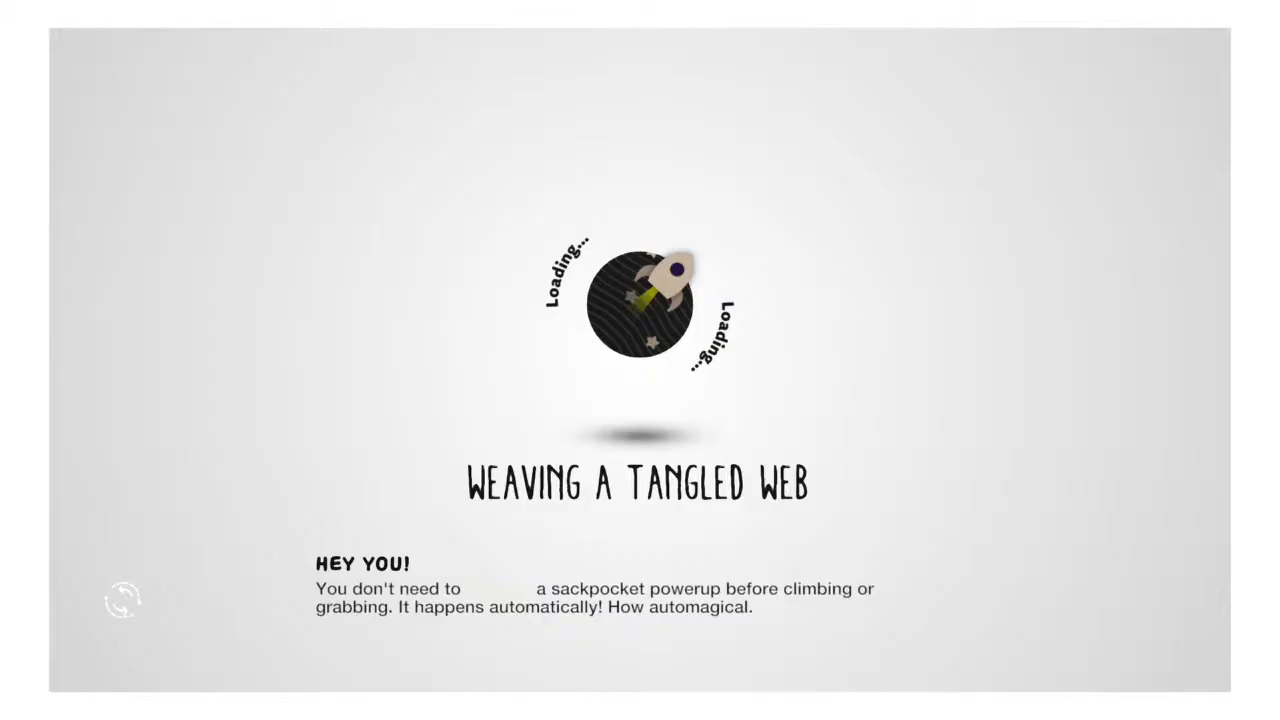 Loading...
Loading...
WEAVING A TANGLED WEB
HEY YOU!
You don't need to a sackpocket powerup before climbing or
grabbing. It happens automatically! How automagical.